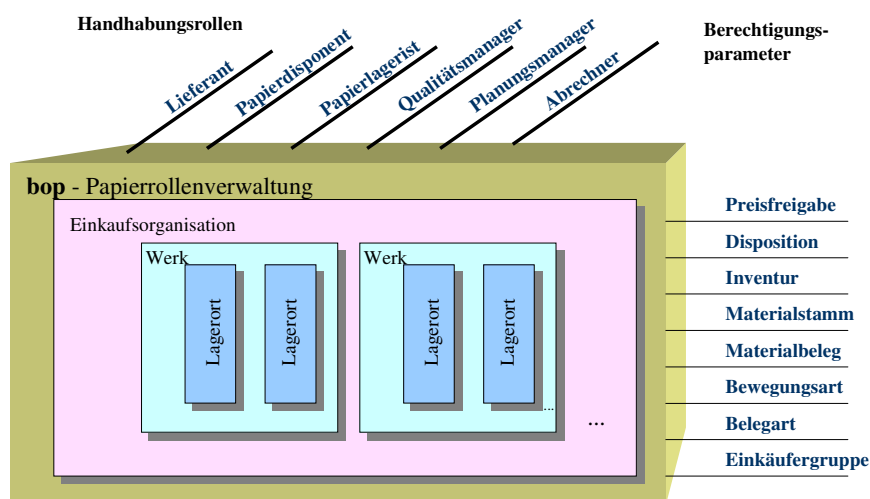 Handhabungsrollen
Berechtigungs-
parameter
Lieferant
Papierdisponent
Papierlagerist
Qualitätsmanager
Planungsmanager
Abrechner
bop - Papierrollenverwaltung
Einkaufsorganisation
Werk
Lagerort
Lagerort
Werk
Lagerort
Lagerort
...
...
Preisfreigabe
Disposition
Inventur
Materialstamm
Materialbeleg
Bewegungsart
Belegart
Einkäufergruppe